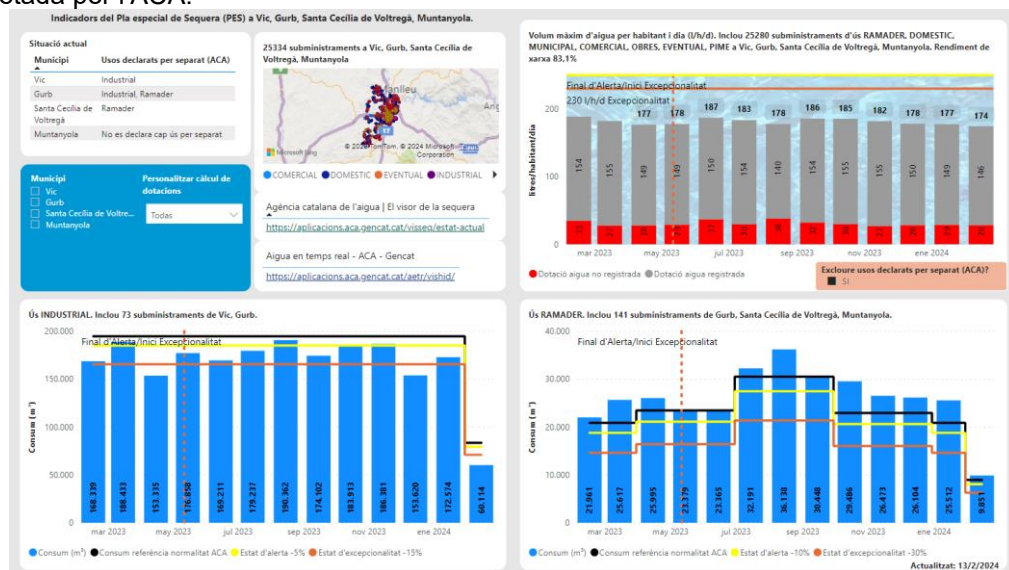 otada per l'ACA.
Indicadors del Pla especial de Sequera (PES) a Vic, Gurb, Santa Cecília de Voltregà, Muntanyola.
Situació actual
Municipi Usos declarats per separat (ACA)
Vic Industrial
Gurb Industrial, Ramader
Santa Cecília de Ramader
Voltregà
Muntanyola No es declara cap ús per separat
Municipi Personalitzar càlcul de
dotacions
Vic
Gurb
Santa Cecília de Voltre...
Muntanyola
Todas
25334 subministraments a Vic, Gurb, Santa Cecília de
Voltregà, Muntanyola
Manlleu
Microsoft Bing
Corporation
COMERCIAL DOMESTIC EVENTUAL INDUSTRIAL
Agència catalana de l'aigua | El visor de la sequera
https://aplicacions.aca.gencat.cat/visseq/estat-actual
Aigua en temps real - ACA - Gencat
https://aplicacions.aca.gencat.cat/aetr/vishid/
Volum màxim d'aigua per habitant i dia (l/h/d). Inclou 25280 subministraments d'ús RAMADER, DOMESTIC,
MUNICIPAL, COMERCIAL, OBRES, EVENTUAL, PIME a Vic, Gurb, Santa Cecília de Voltregà, Muntanyola. Rendiment de
xarxa 83,1%
Final d'Alerta/Inici Excepcionalitat
230 l/h/d Excepcionalitat
litres/habitant/dia
200
100
0
177 178 187 183 178 186 185 182 178 177 174
154 155 149 149 150 154 140 154 155 155 150 149 146
mar 2023 may 2023 jul 2023 sep 2023 nov 2023 ene 2024
Dotació aigua no registrada Dotació aigua registrada
Excloure usos declarats per separat (ACA)?
SI
Ús INDUSTRIAL. Inclou 73 subministraments de Vic, Gurb.
Final d'Alerta/Inici Excepcionalitat
Consum (m³)
200.000
150.000
100.000
50.000
0
168.339 188.433 153.335 176.858 169.211 179.237 190.362 174.102 183.913 186.381 153.620 172.574 60.114
mar 2023 may 2023 jul 2023 sep 2023 nov 2023 ene 2024
Consum (m³) Consum referència normalitat ACA Estat d'alerta -5% Estat d'excepcionalitat -15%
Ús RAMADER. Inclou 141 subministraments de Gurb, Santa Cecília de Voltregà, Muntanyola.
Final d'Alerta/Inici Excepcionalitat
Consum (m³)
40.000
30.000
20.000
10.000
0
21.961 25.617 25.995 23.379 23.365 32.191 36.138 30.448 29.486 26.473 26.104 25.512 9.851
mar 2023 may 2023 jul 2023 sep 2023 nov 2023 ene 2024
Consum (m³) Consum referència normalitat ACA Estat d'alerta -10% Estat d'excepcionalitat -30%
Actualitzat: 13/2/2024